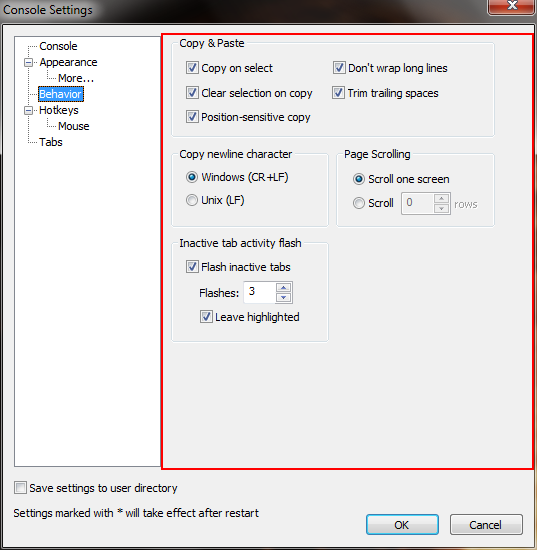 Console Settings
Console
Appearance
More...
Behavior
Hotkeys
Mouse
Tabs
Copy & Paste
Copy on select
Don't wrap long lines
Clear selection on copy
Trim trailing spaces
Position-sensitive copy
Copy newline character
Windows (CR+LF)
Unix (LF)
Page Scrolling
Scroll one screen
Scroll 0 rows
Inactive tab activity flash
Flash inactive tabs
Flashes: 3
Leave highlighted
Save settings to user directory
Settings marked with * will take effect after restart
OK
Cancel